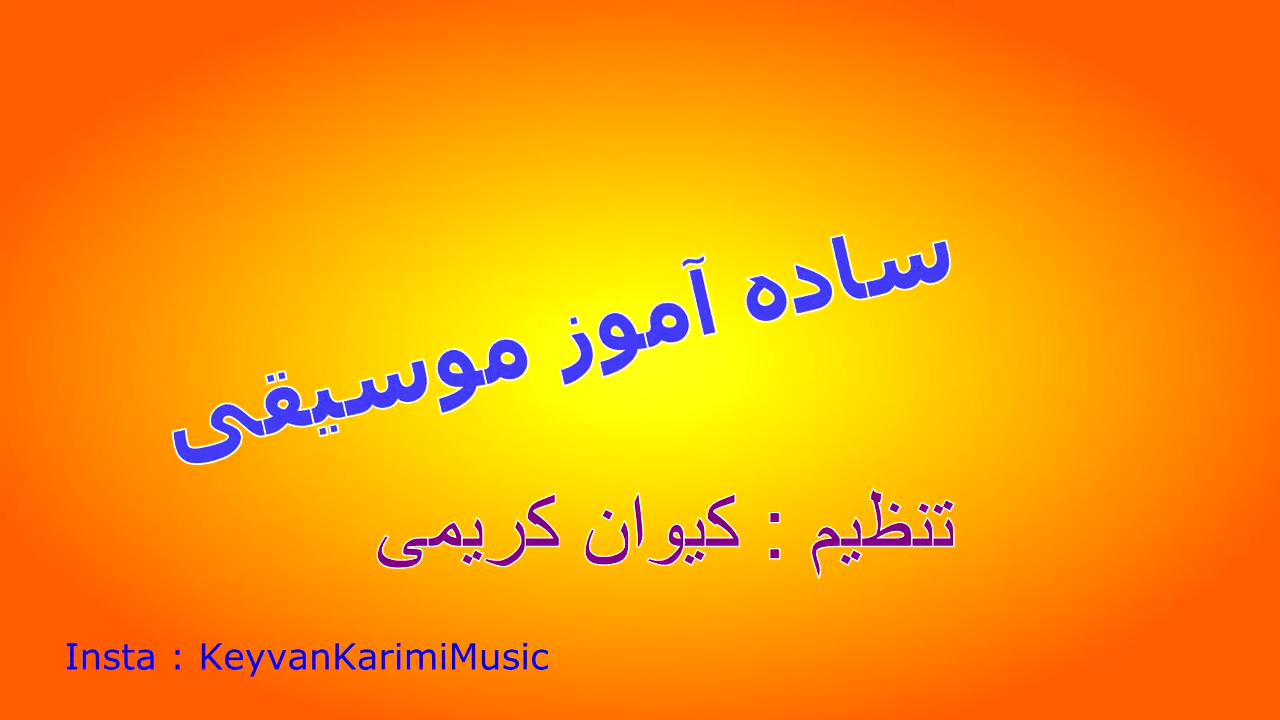 ساده آموز موسیقی
تنظیم : کیوان کریمی
Insta : KeyvanKarimiMusic